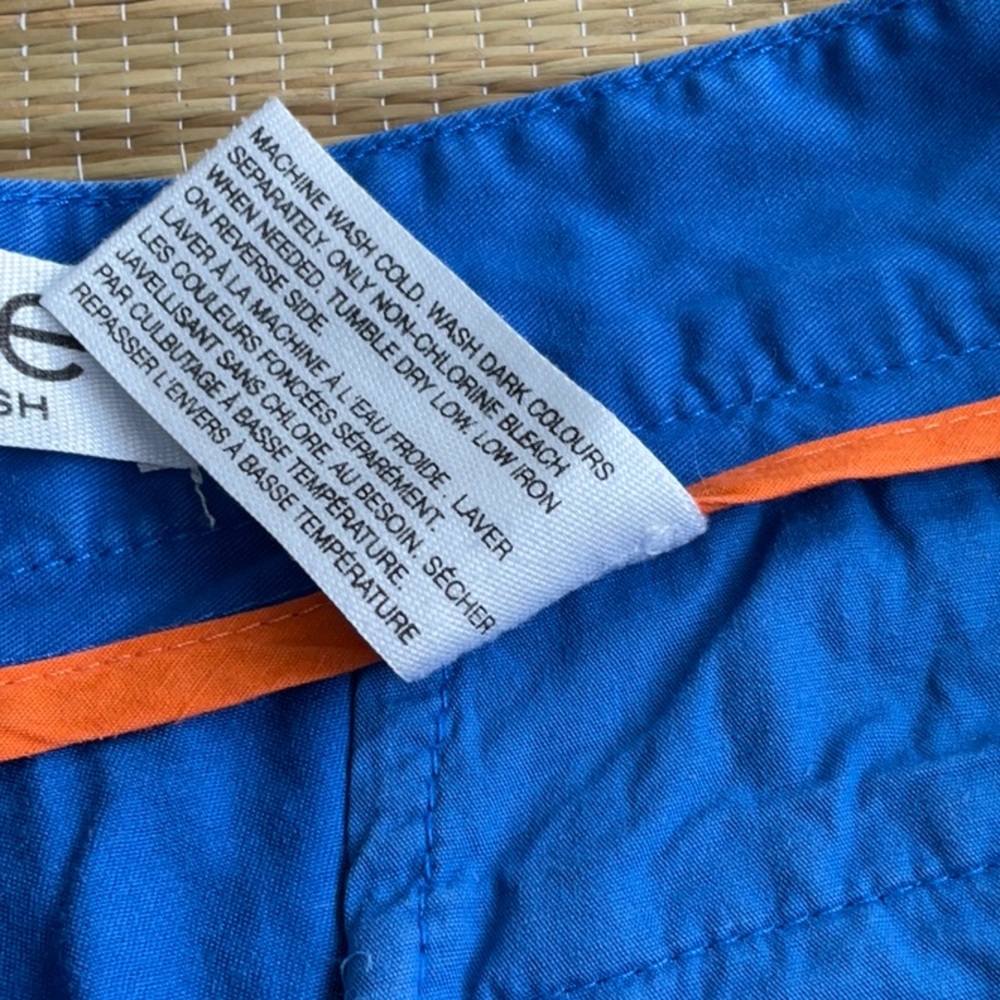 MACHINE WASH COLD. WASH DARK COLOURS
SEPARATELY. ONLY NON-CHLORINE BLEACH
WHEN NEEDED. TUMBLE DRY LOW. LOW IRON
ON REVERSE SIDE
LAVER À LA MACHINE À L'EAU FROIDE. LAVER
LES COULEURS FONCÉES SÉPARÉMENT.
JAVELLISANT SANS CHLORE AU BESOIN. SÉCHER
PAR CULBUTAGE À BASSE TEMPÉRATURE.
REPASSER L'ENVERS À BASSE TEMPÉRATURE
e
SH